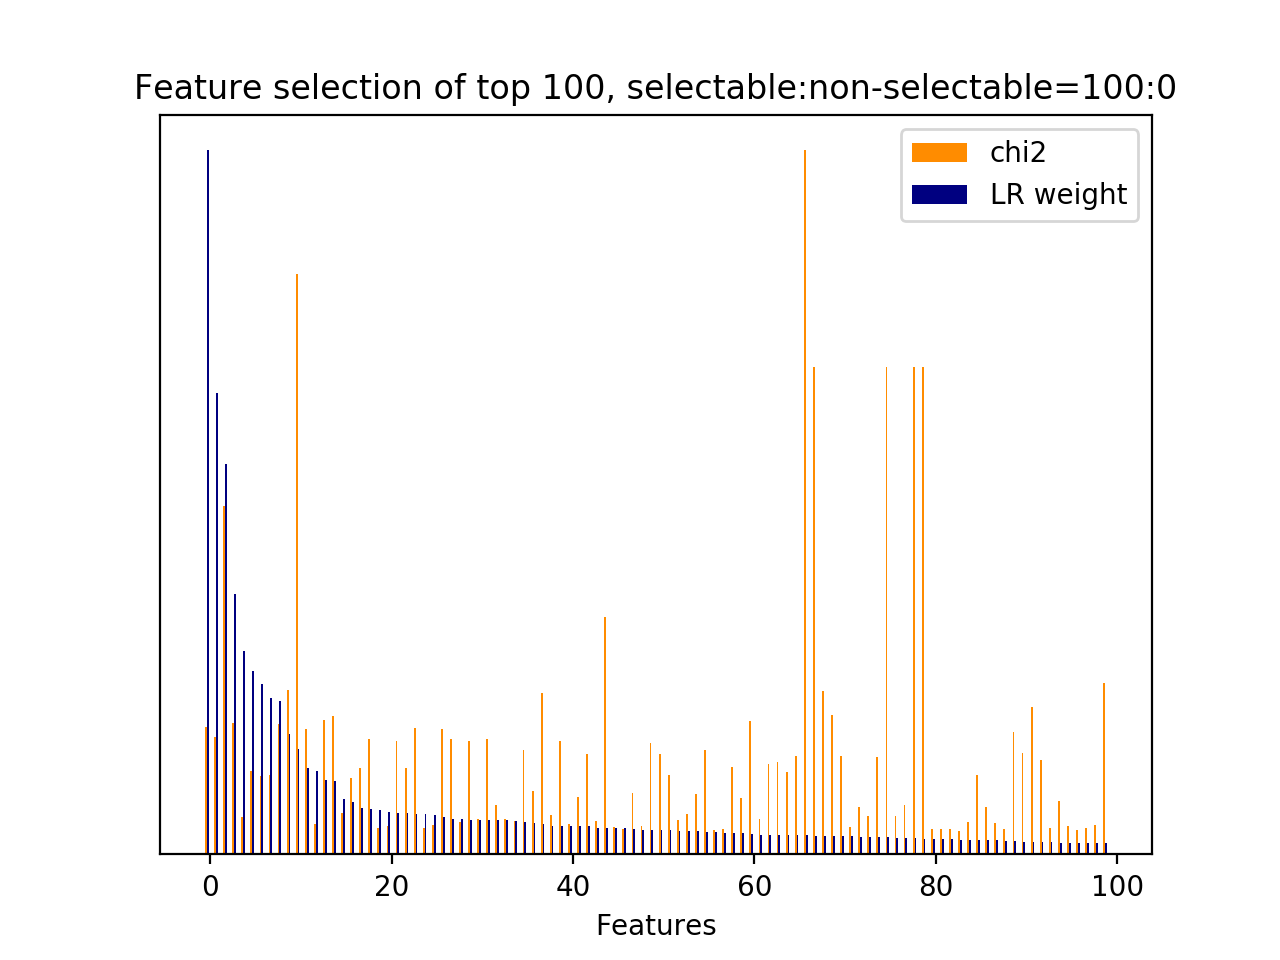 Feature selection of top 100, selectable:non-selectable=100:0
chi2
LR weight
0 20 40 60 80 100
Features